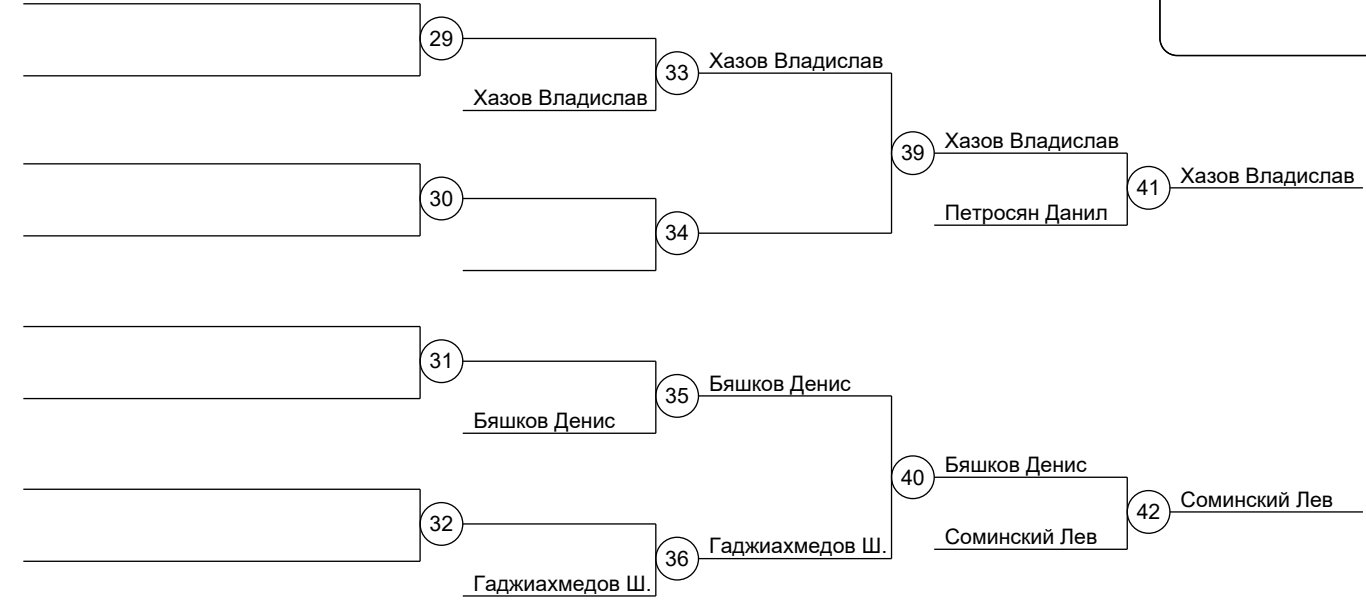 29
Хазов Владислав
33
Хазов Владислав
39
Хазов Владислав
41
Хазов Владислав
30
34
Петросян Данил
31
35
Бяшков Денис
Бяшков Денис
40
Бяшков Денис
42
Соминский Лев
32
36
Гаджиахмедов Ш.
Соминский Лев
Гаджиахмедов Ш.